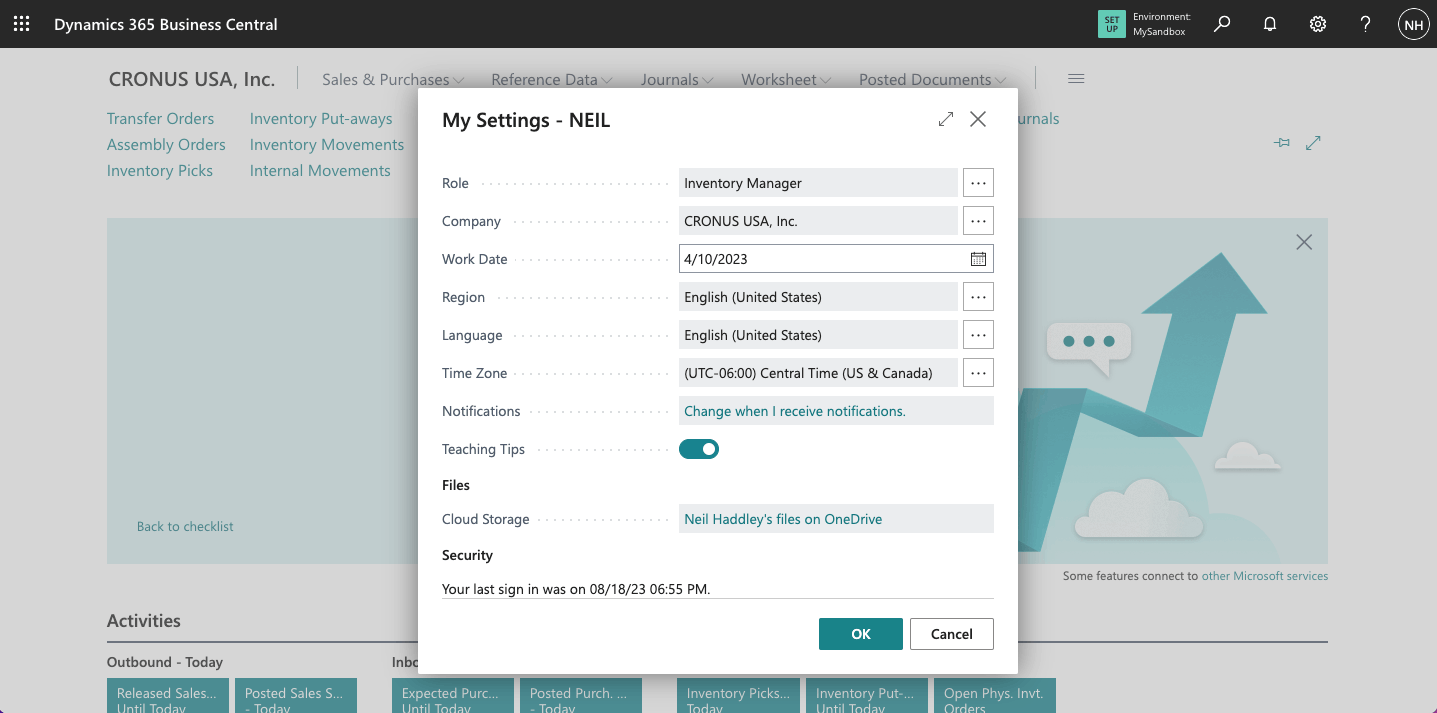 Dynamics 365 Business Central
SET UP
Environment:
MySandbox
NH
CRONUS USA, Inc.
Sales & Purchases
Reference Data
Journals
Worksheet
Posted Documents
Transfer Orders
Inventory Put-aways
Assembly Orders
Inventory Movements
Inventory Picks
Internal Movements
My Settings - NEIL
Role
Inventory Manager
Company
CRONUS USA, Inc.
Work Date
4/10/2023
Region
English (United States)
Language
English (United States)
Time Zone
(UTC-06:00) Central Time (US & Canada)
Notifications
Change when I receive notifications.
Teaching Tips
Files
Cloud Storage
Neil Haddley's files on OneDrive
Security
Your last sign in was on 08/18/23 06:55 PM.
OK
Cancel
Back to checklist
Some features connect to other Microsoft services
Activities
Outbound - Today
Released Sales...
Until Today
Posted Sales S...
- Today
Expected Purc...
Until Today
Posted Purch. ...
- Today
Inventory Picks...
Today
Inventory Put-...
Until Today
Open Phys. Invt.
Orders